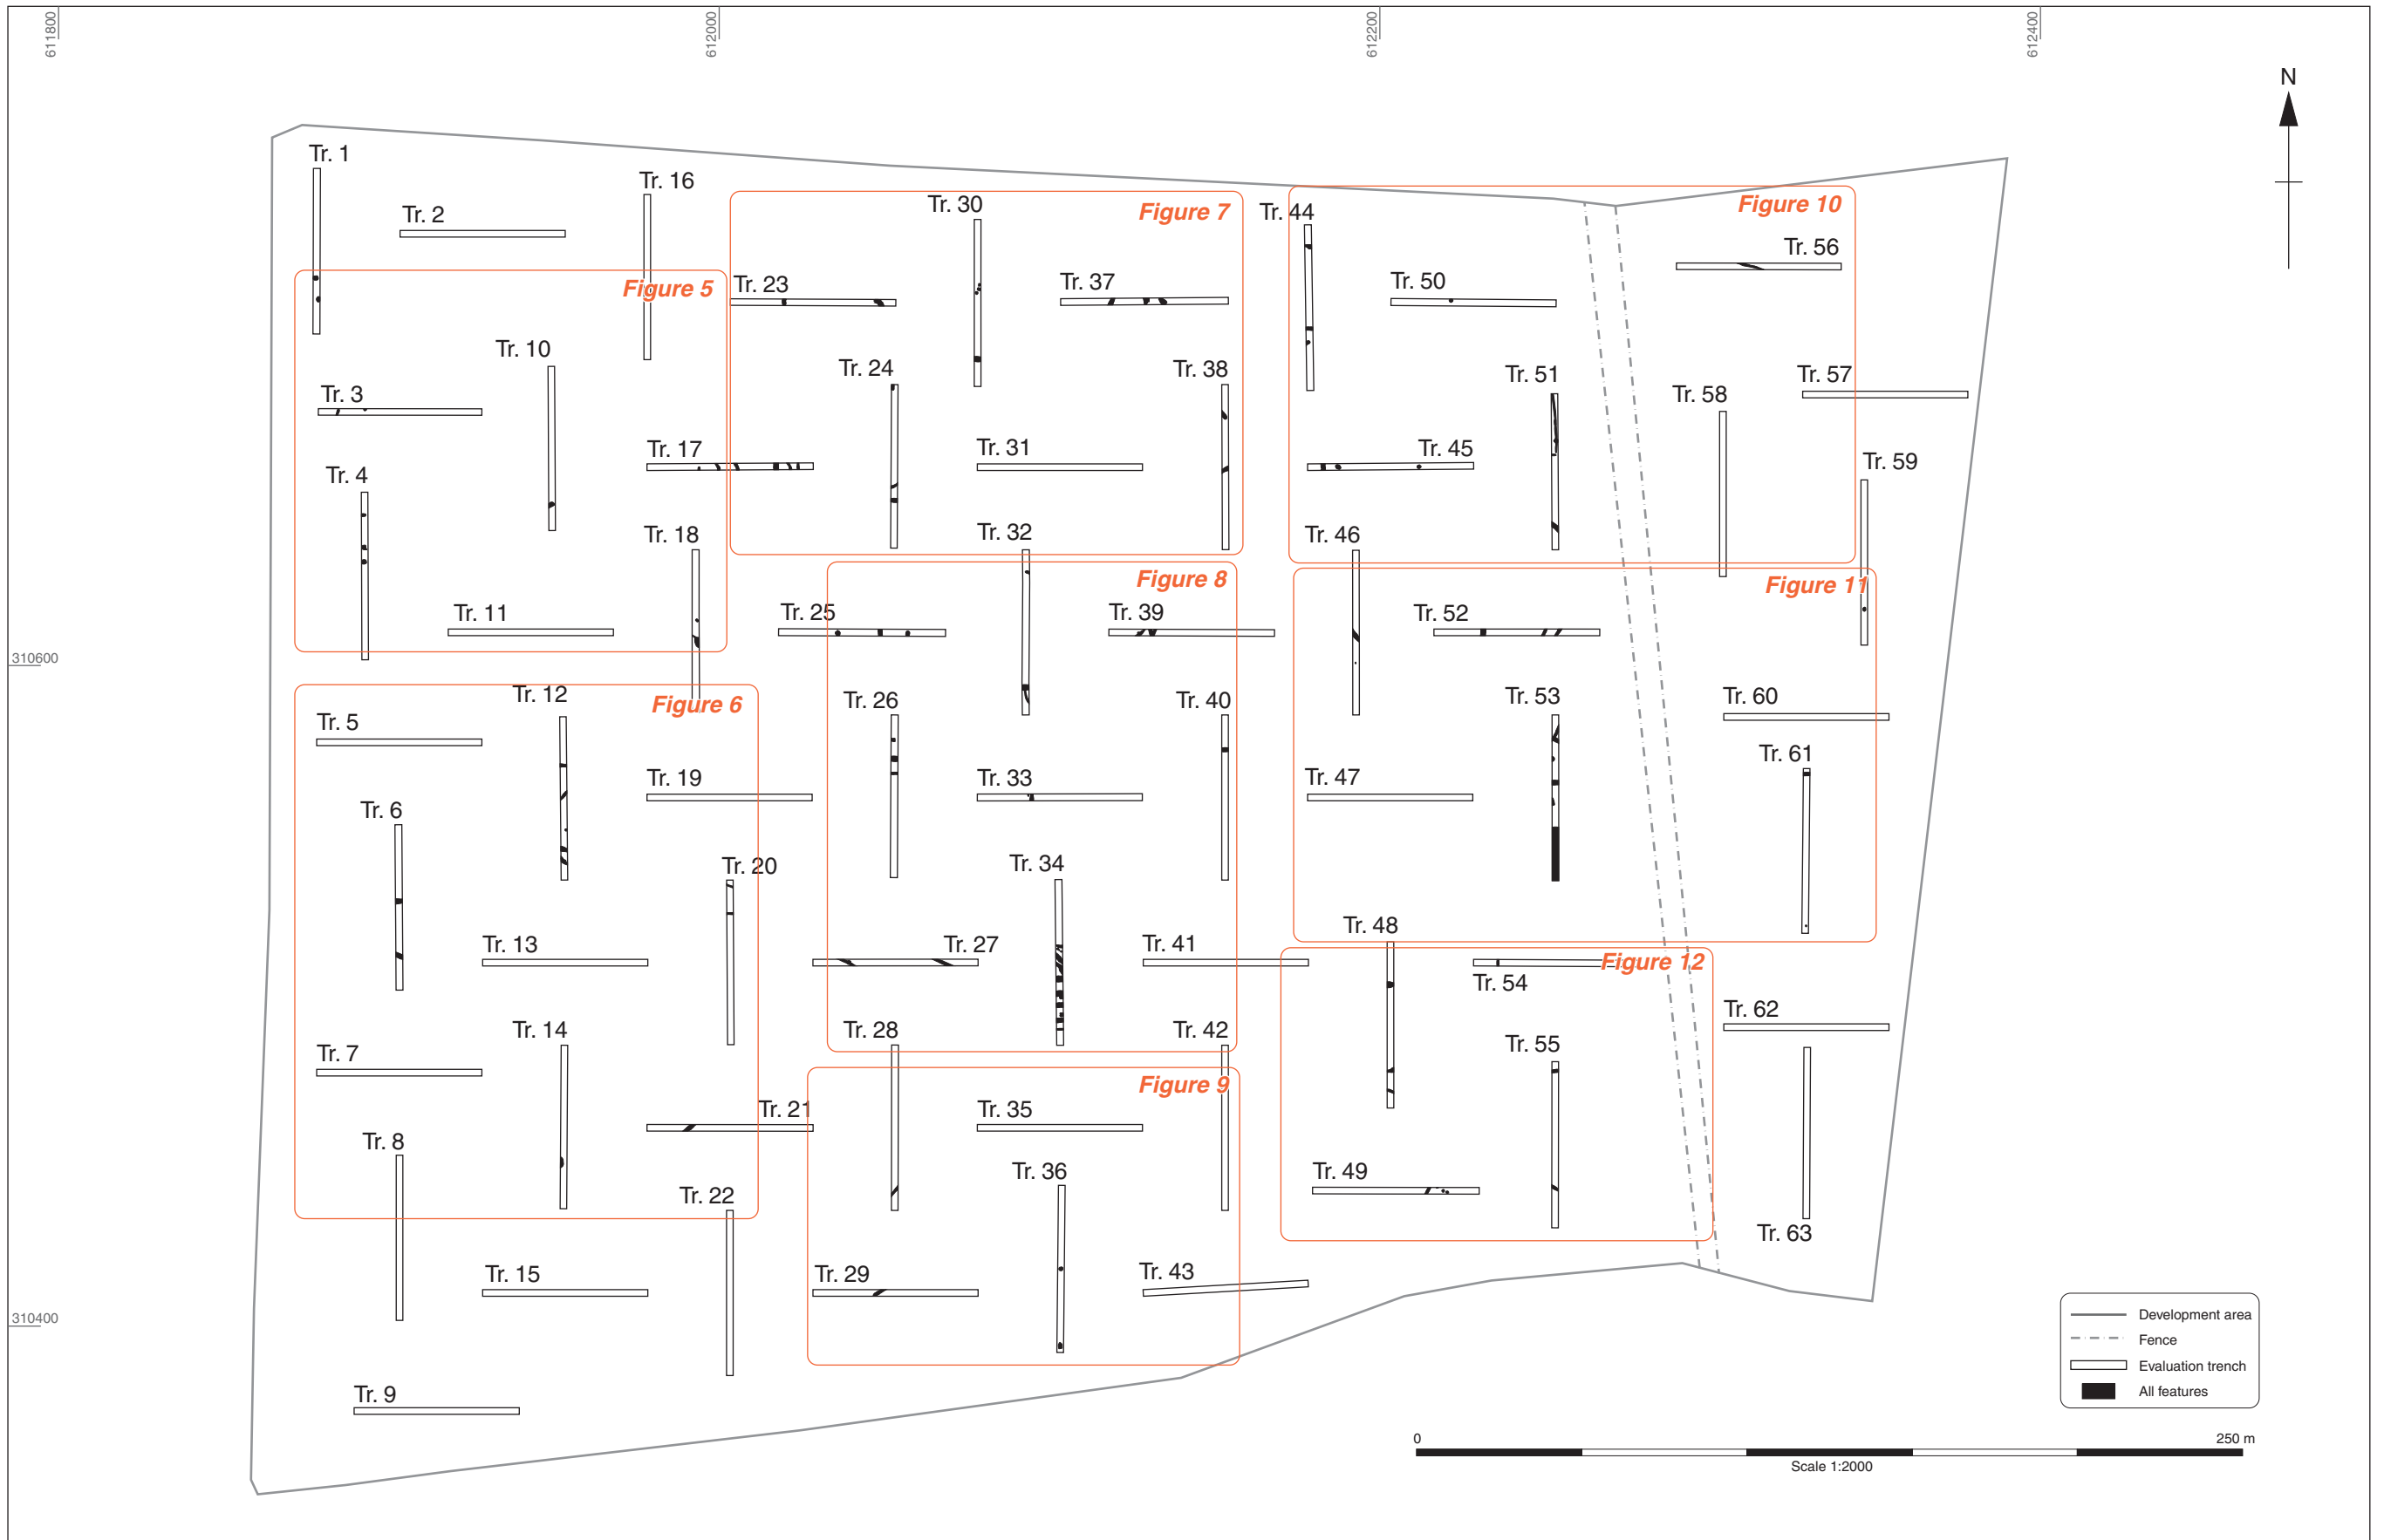 611800
612000
612200
612400
N
Tr. 1
Tr. 16
Tr. 2
Tr. 30
Figure 7
Tr. 44
Figure 10
Tr. 56
Figure 5
Tr. 23
Tr. 37
Tr. 50
Tr. 10
Tr. 24
Tr. 38
Tr. 51
Tr. 57
Tr. 3
Tr. 58
Tr. 17
Tr. 31
Tr. 45
Tr. 59
Tr. 4
Tr. 18
Tr. 32
Tr. 46
Figure 8
Figure 11
Tr. 11
Tr. 25
Tr. 39
Tr. 52
310600
Tr. 12
Figure 6
Tr. 26
Tr. 40
Tr. 53
Tr. 60
Tr. 5
Tr. 61
Tr. 19
Tr. 33
Tr. 47
Tr. 6
Tr. 20
Tr. 34
Tr. 48
Tr. 13
Tr. 27
Tr. 41
Figure 12
Tr. 54
Tr. 62
Tr. 14
Tr. 28
Tr. 42
Tr. 55
Tr. 7
Figure 9
Tr. 21
Tr. 35
Tr. 8
Tr. 36
Tr. 49
Tr. 22
Tr. 63
Tr. 15
Tr. 29
Tr. 43
310400
Tr. 9
Development area
Fence
Evaluation trench
All features
0
250 m
Scale 1:2000